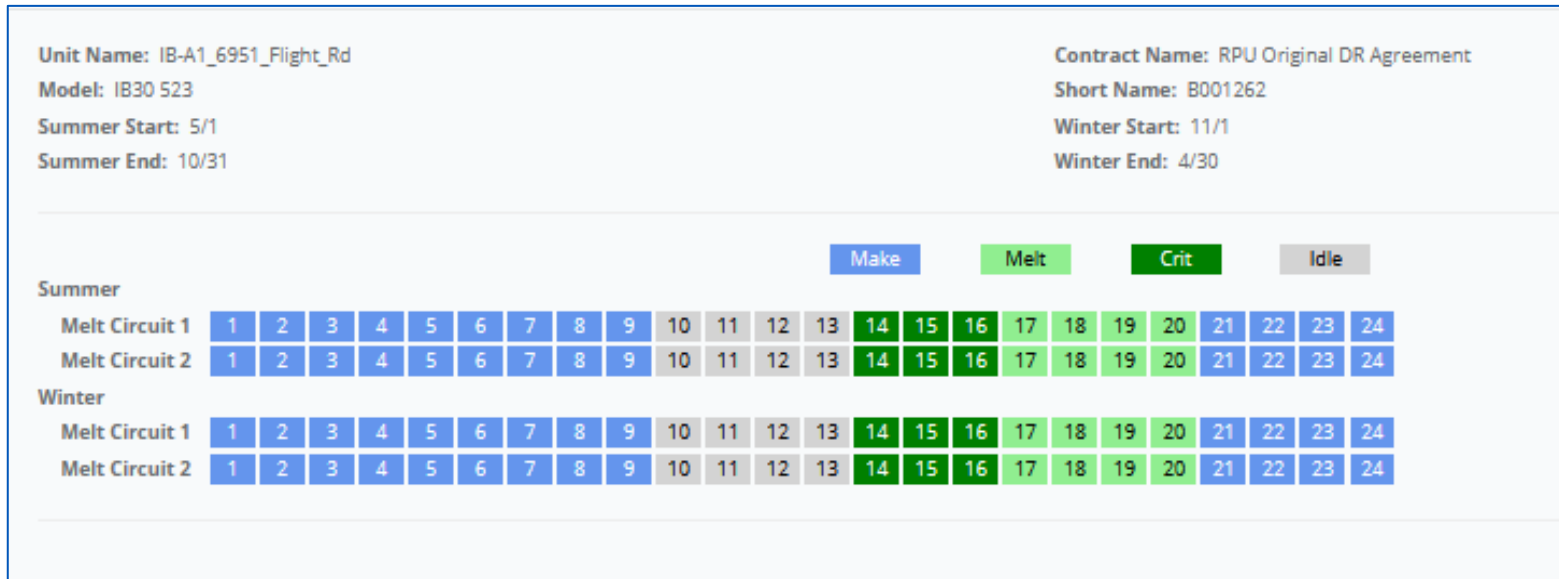 Unit Name: IB-A1_6951_Flight_Rd
Contract Name: RPU Original DR Agreement
Model: IB30 523
Short Name: B001262
Summer Start: 5/1
Winter Start: 11/1
Summer End: 10/31
Winter End: 4/30
Make Melt Crit Idle
Summer
Melt Circuit 1 1 2 3 4 5 6 7 8 9 10 11 12 13 14 15 16 17 18 19 20 21 22 23 24
Melt Circuit 2 1 2 3 4 5 6 7 8 9 10 11 12 13 14 15 16 17 18 19 20 21 22 23 24
Winter
Melt Circuit 1 1 2 3 4 5 6 7 8 9 10 11 12 13 14 15 16 17 18 19 20 21 22 23 24
Melt Circuit 2 1 2 3 4 5 6 7 8 9 10 11 12 13 14 15 16 17 18 19 20 21 22 23 24